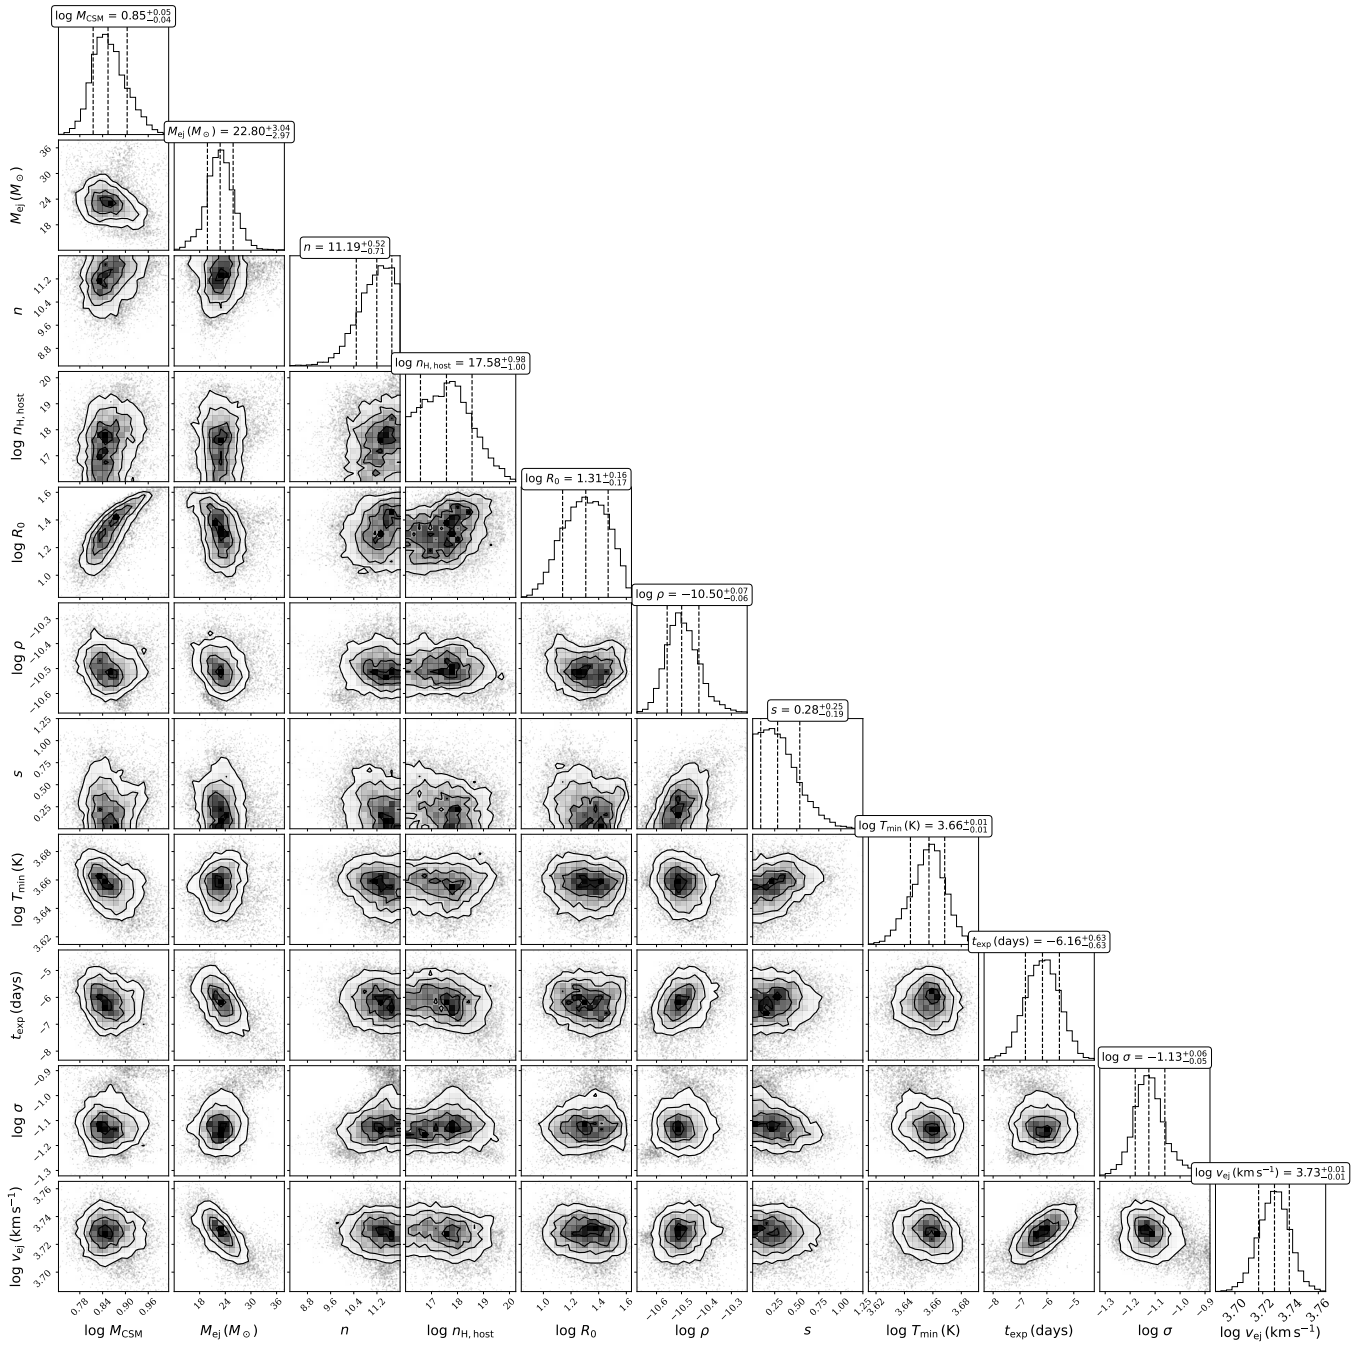 log M_CSM = 0.85 +0.05 −0.04
M_ej (M_⊙) = 22.80 +3.04 −2.97
36
30
24
18
M_ej (M_⊙)
n = 11.19 +0.52 −0.71
11.2
10.4
9.6
8.8
n
log n_H,host = 17.58 +0.98 −1.00
20
19
18
17
log n_H,host
log R_0 = 1.31 +0.16 −0.17
1.6
1.4
1.2
1.0
log R_0
log ρ = −10.50 +0.07 −0.06
−10.3
−10.4
−10.5
−10.6
log ρ
s = 0.28 +0.25 −0.19
1.25
1.00
0.75
0.50
0.25
s
log T_min (K) = 3.66 +0.01 −0.01
3.68
3.66
3.64
3.62
log T_min (K)
t_exp (days) = −6.16 +0.63 −0.63
−5
−6
−7
−8
t_exp (days)
log σ = −1.13 +0.06 −0.05
−0.9
−1.0
−1.1
−1.2
−1.3
log σ
log v_ej (km s⁻¹) = 3.73 +0.01 −0.01
3.76
3.74
3.72
3.70
log v_ej (km s⁻¹)
0.78 0.84 0.90 0.96 18 24 30 36 8.8 9.6 10.4 11.2 17 18 19 20 1.0 1.2 1.4 1.6 −10.6 −10.5 −10.4 −10.3 0.25 0.50 0.75 1.00 1.25 3.62 3.64 3.66 3.68 −8 −7 −6 −5 −1.3 −1.2 −1.1 −1.0 −0.9 3.70 3.72 3.74 3.76
log M_CSM M_ej (M_⊙) n log n_H,host log R_0 log ρ s log T_min (K) t_exp (days) log σ log v_ej (km s⁻¹)